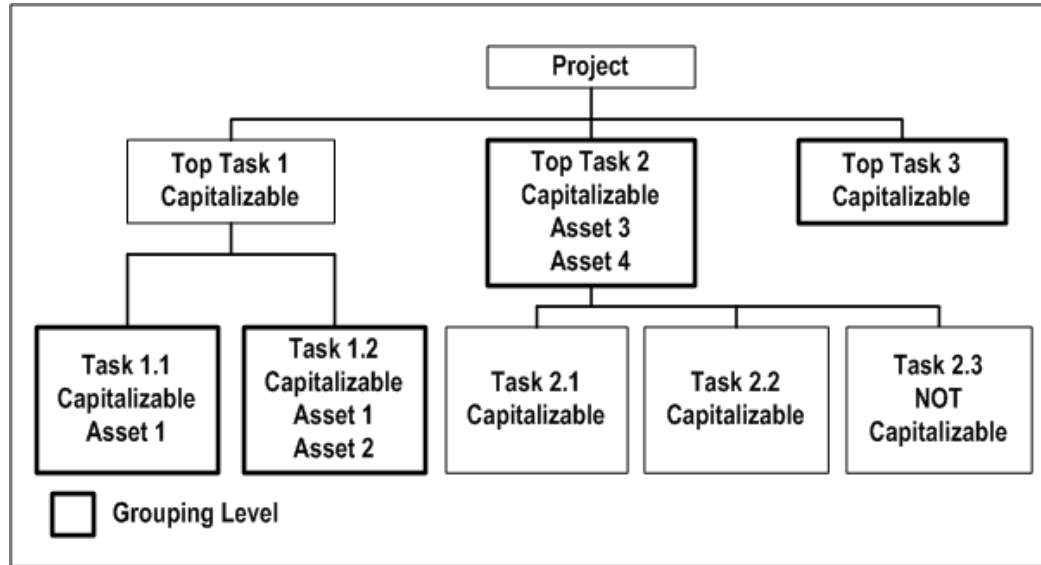 Project
Top Task 1
Capitalizable
Top Task 2
Capitalizable
Asset 3
Asset 4
Top Task 3
Capitalizable
Task 1.1
Capitalizable
Asset 1
Task 1.2
Capitalizable
Asset 1
Asset 2
Task 2.1
Capitalizable
Task 2.2
Capitalizable
Task 2.3
NOT
Capitalizable
Grouping Level